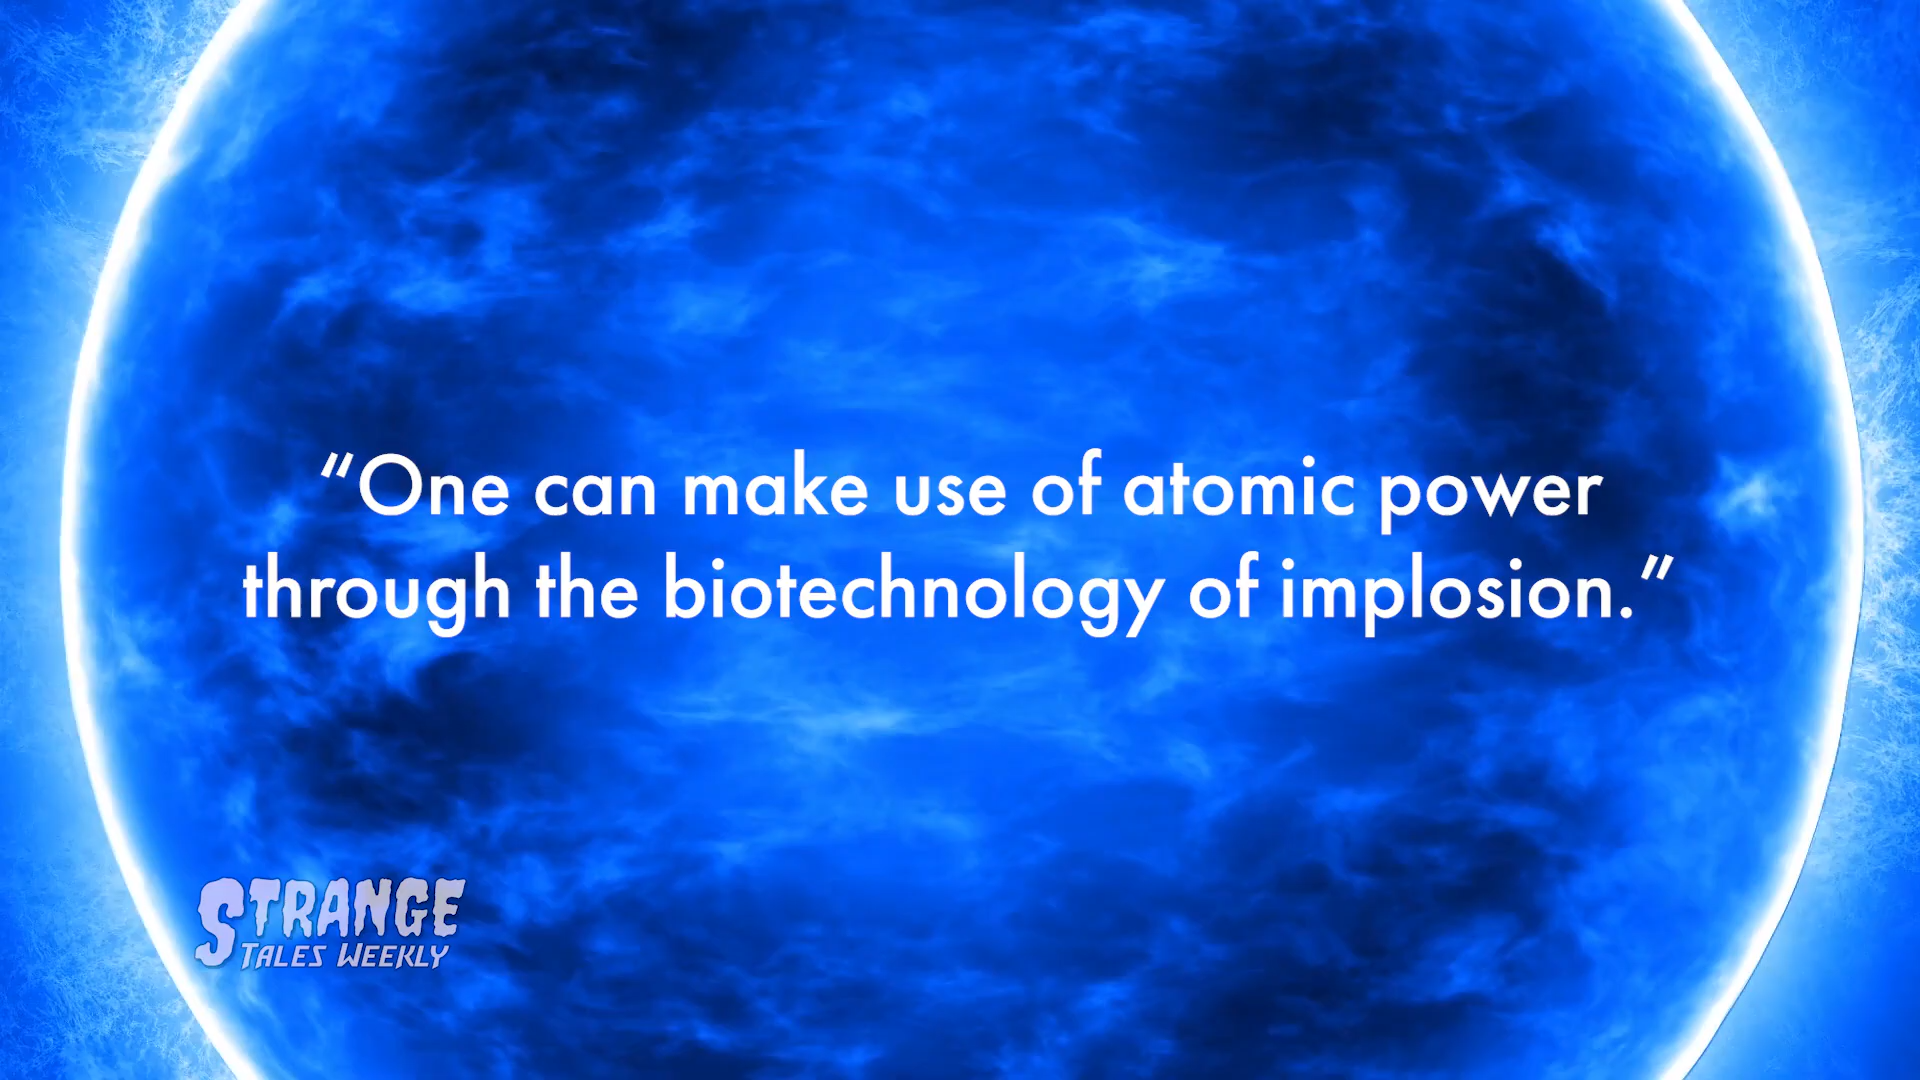 “One can make use of atomic power
through the biotechnology of implosion.”
STRANGE
TALES WEEKLY